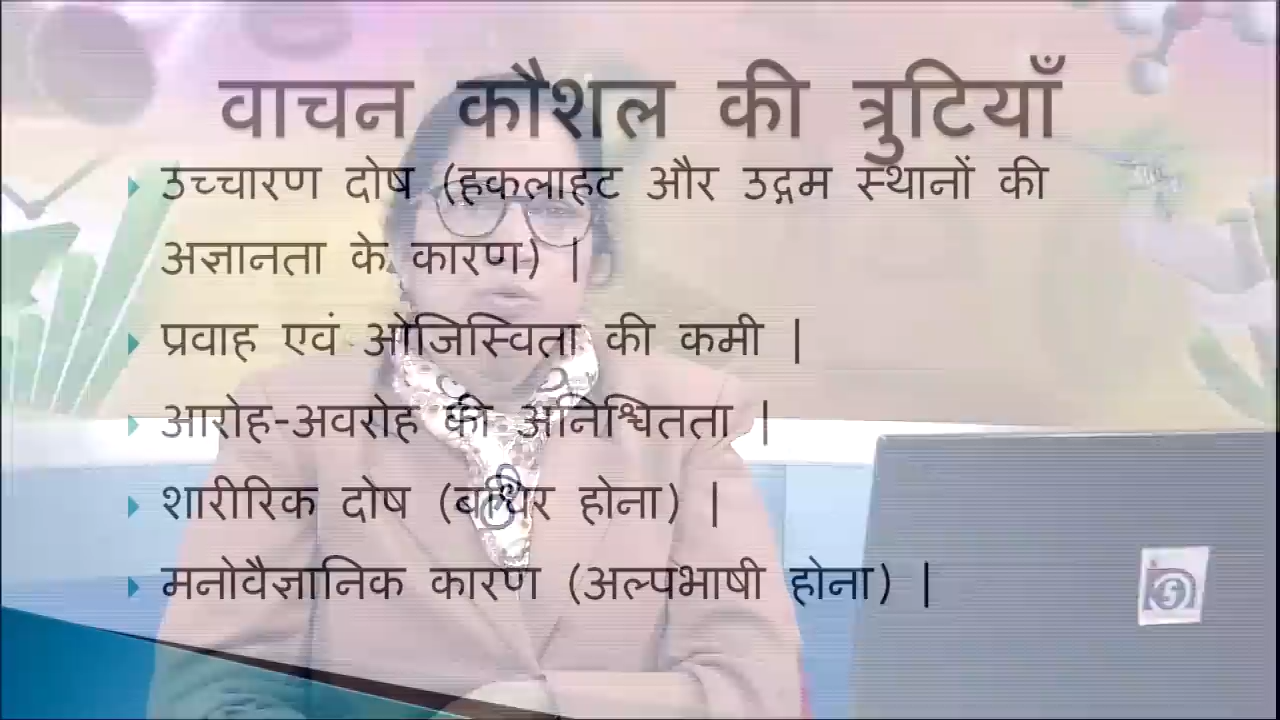 वाचन कौशल की त्रुटियाँ
उच्चारण दोष (हकलाहट और उद्गम स्थानों की
अज्ञानता के कारण) |
प्रवाह एवं ओजिस्विता की कमी |
आरोह-अवरोह की अनिश्चितता |
शारीरिक दोष (बधिर होना) |
मनोवैज्ञानिक कारण (अल्पभाषी होना) |